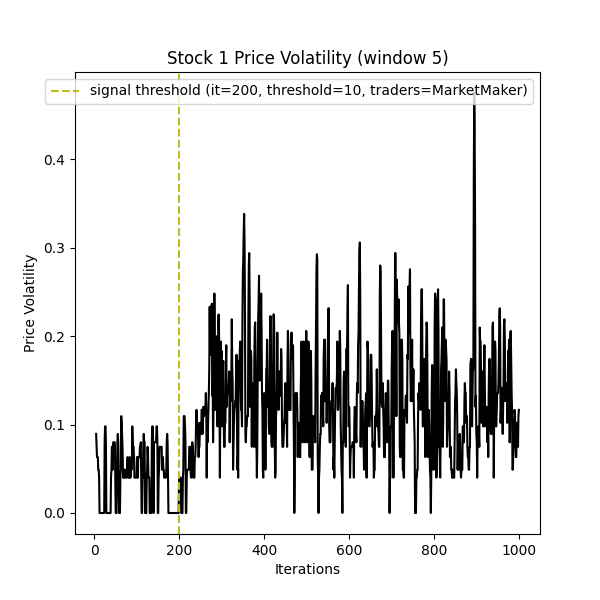 Stock 1 Price Volatility (window 5)
signal threshold (it=200, threshold=10, traders=MarketMaker)
Price Volatility
0.4
0.3
0.2
0.1
0.0
0 200 400 600 800 1000
Iterations